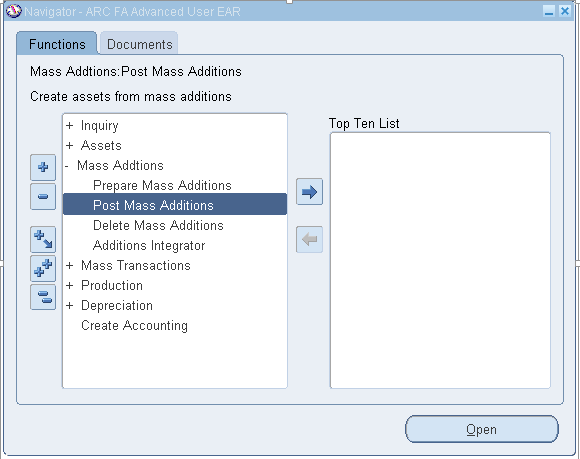 Navigator - ARC FA Advanced User EAR
Functions Documents
Mass Addtions:Post Mass Additions
Create assets from mass additions
Top Ten List
+ Inquiry
+ Assets
- Mass Addtions
Prepare Mass Additions
Post Mass Additions
Delete Mass Additions
Additions Integrator
+ Mass Transactions
+ Production
+ Depreciation
Create Accounting
Open